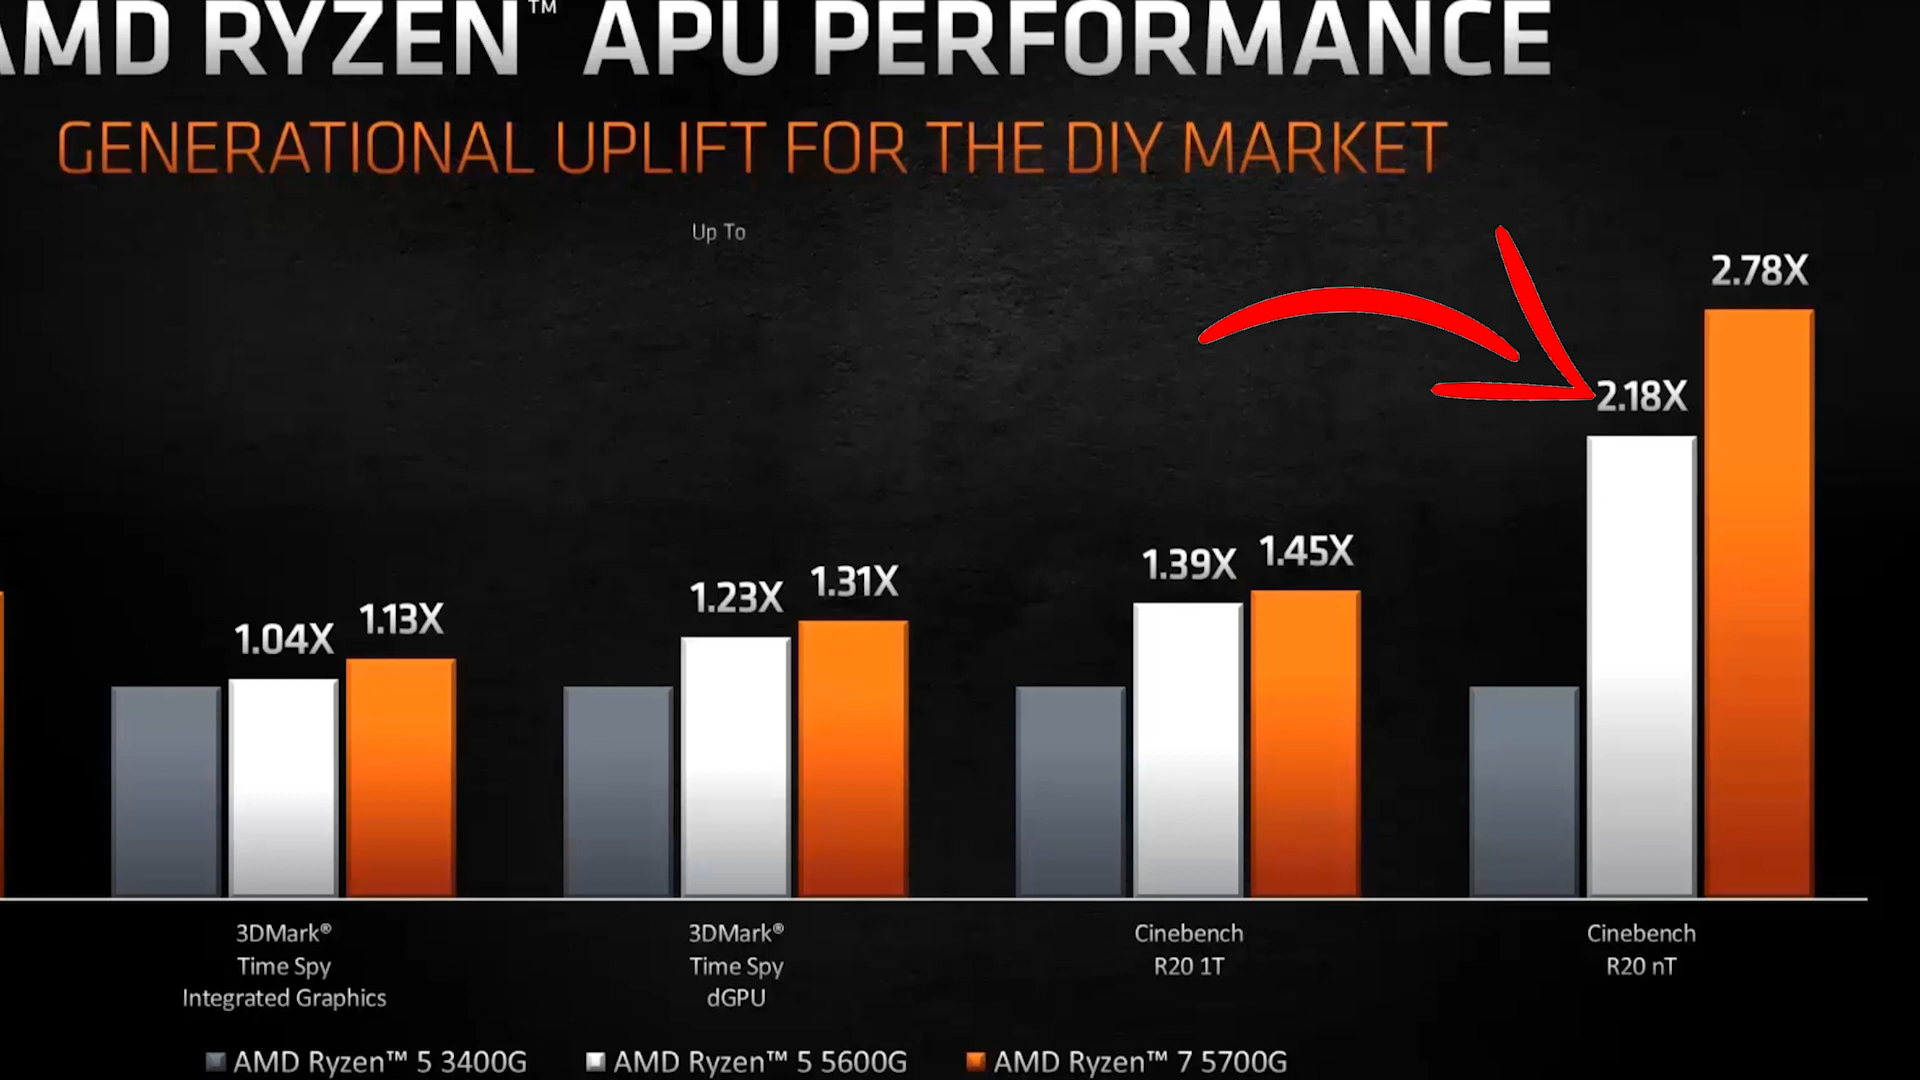 AMD RYZEN™ APU PERFORMANCE
GENERATIONAL UPLIFT FOR THE DIY MARKET
Up To
1.04X 1.13X 1.23X 1.31X 1.39X 1.45X 2.18X 2.78X
3DMark®
Time Spy
Integrated Graphics
3DMark®
Time Spy
dGPU
Cinebench
R20 1T
Cinebench
R20 nT
AMD Ryzen™ 5 3400G AMD Ryzen™ 5 5600G AMD Ryzen™ 7 5700G